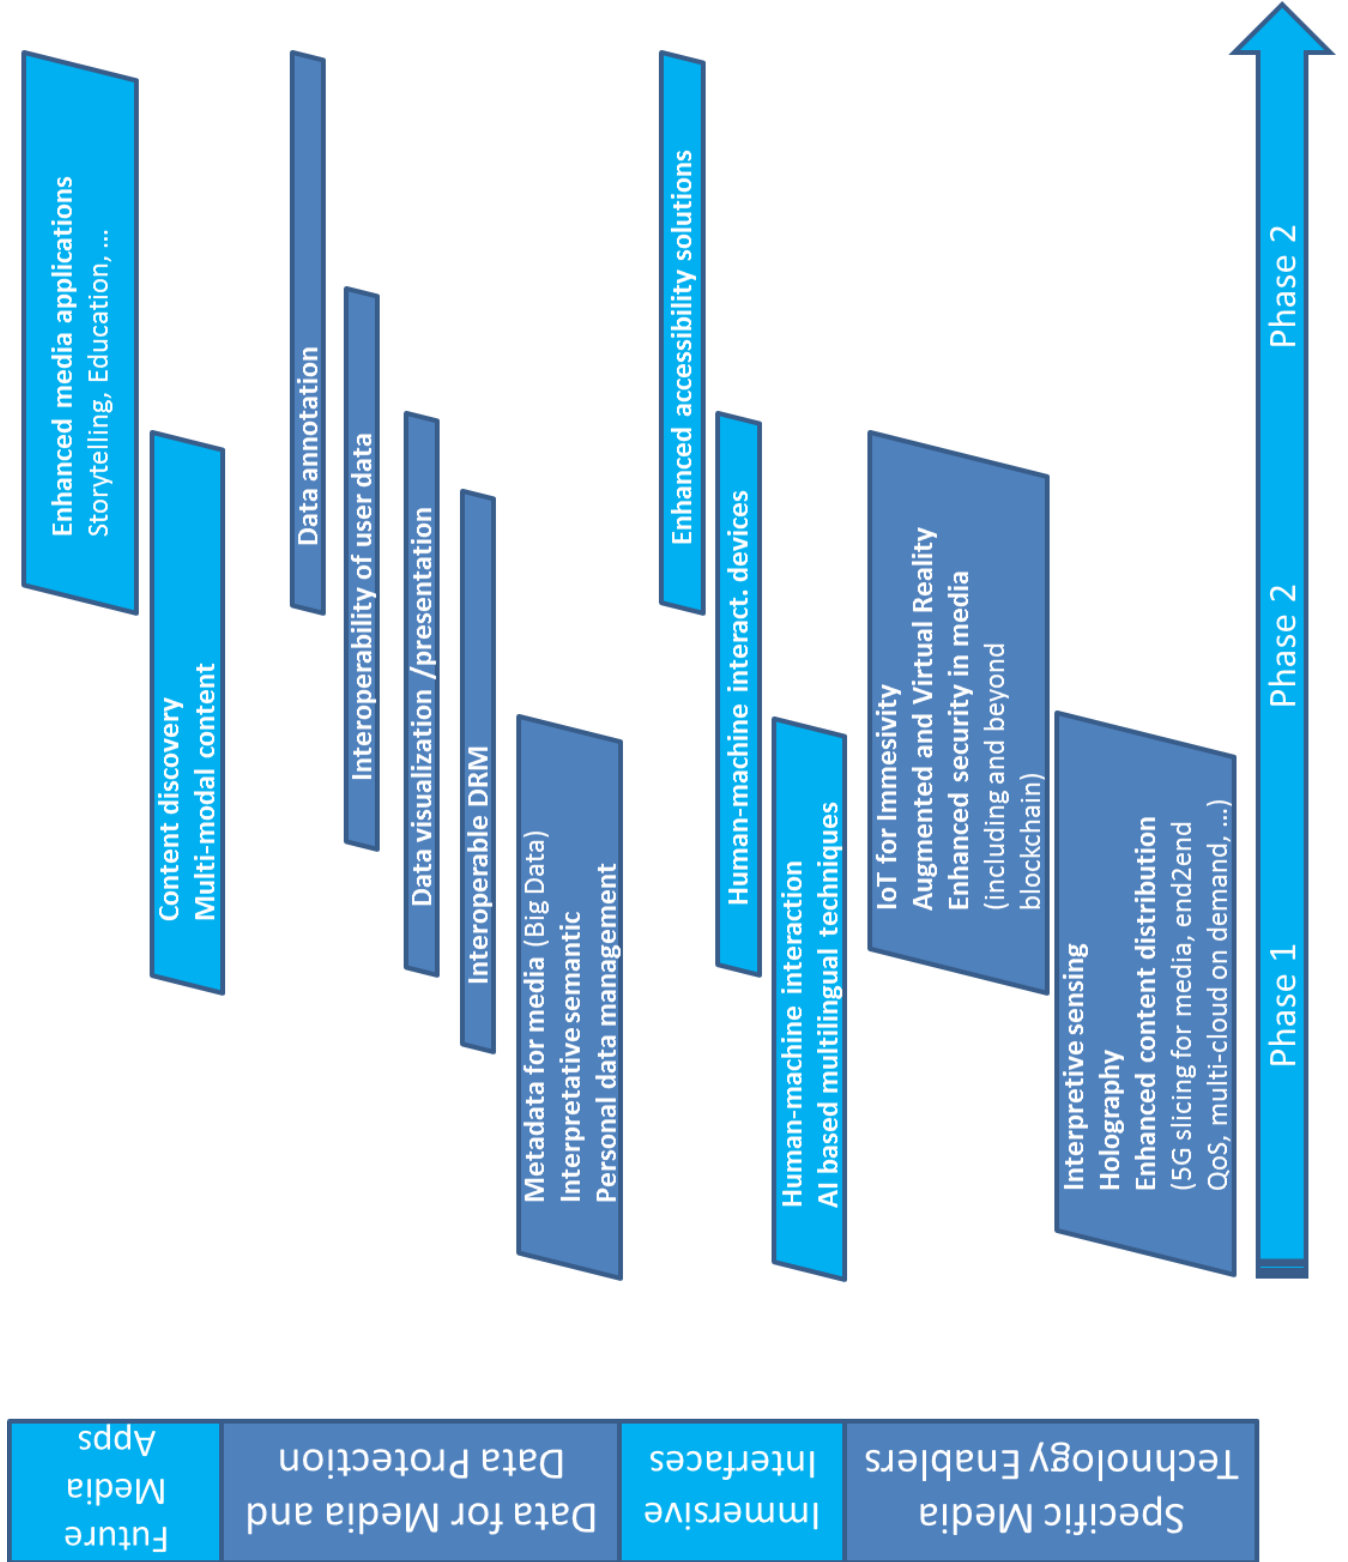 Future
Media
Apps
Enhanced media applications
Storytelling, Education, ...
Content discovery
Multi-modal content
Data for Media and
Data Protection
Data annotation
Interoperability of user data
Data visualization /presentation
Interoperable DRM
Metadata for media (Big Data)
Interpretative semantic
Personal data management
Immersive
Interfaces
Enhanced accessibility solutions
Human-machine interact. devices
Human-machine interaction
AI based multilingual techniques
Specific Media
Technology Enablers
IoT for Immesivity
Augmented and Virtual Reality
Enhanced security in media
(including and beyond
blockchain)
Interpretive sensing
Holography
Enhanced content distribution
(5G slicing for media, end2end
QoS, multi-cloud on demand, ...)
Phase 1
Phase 2
Phase 2